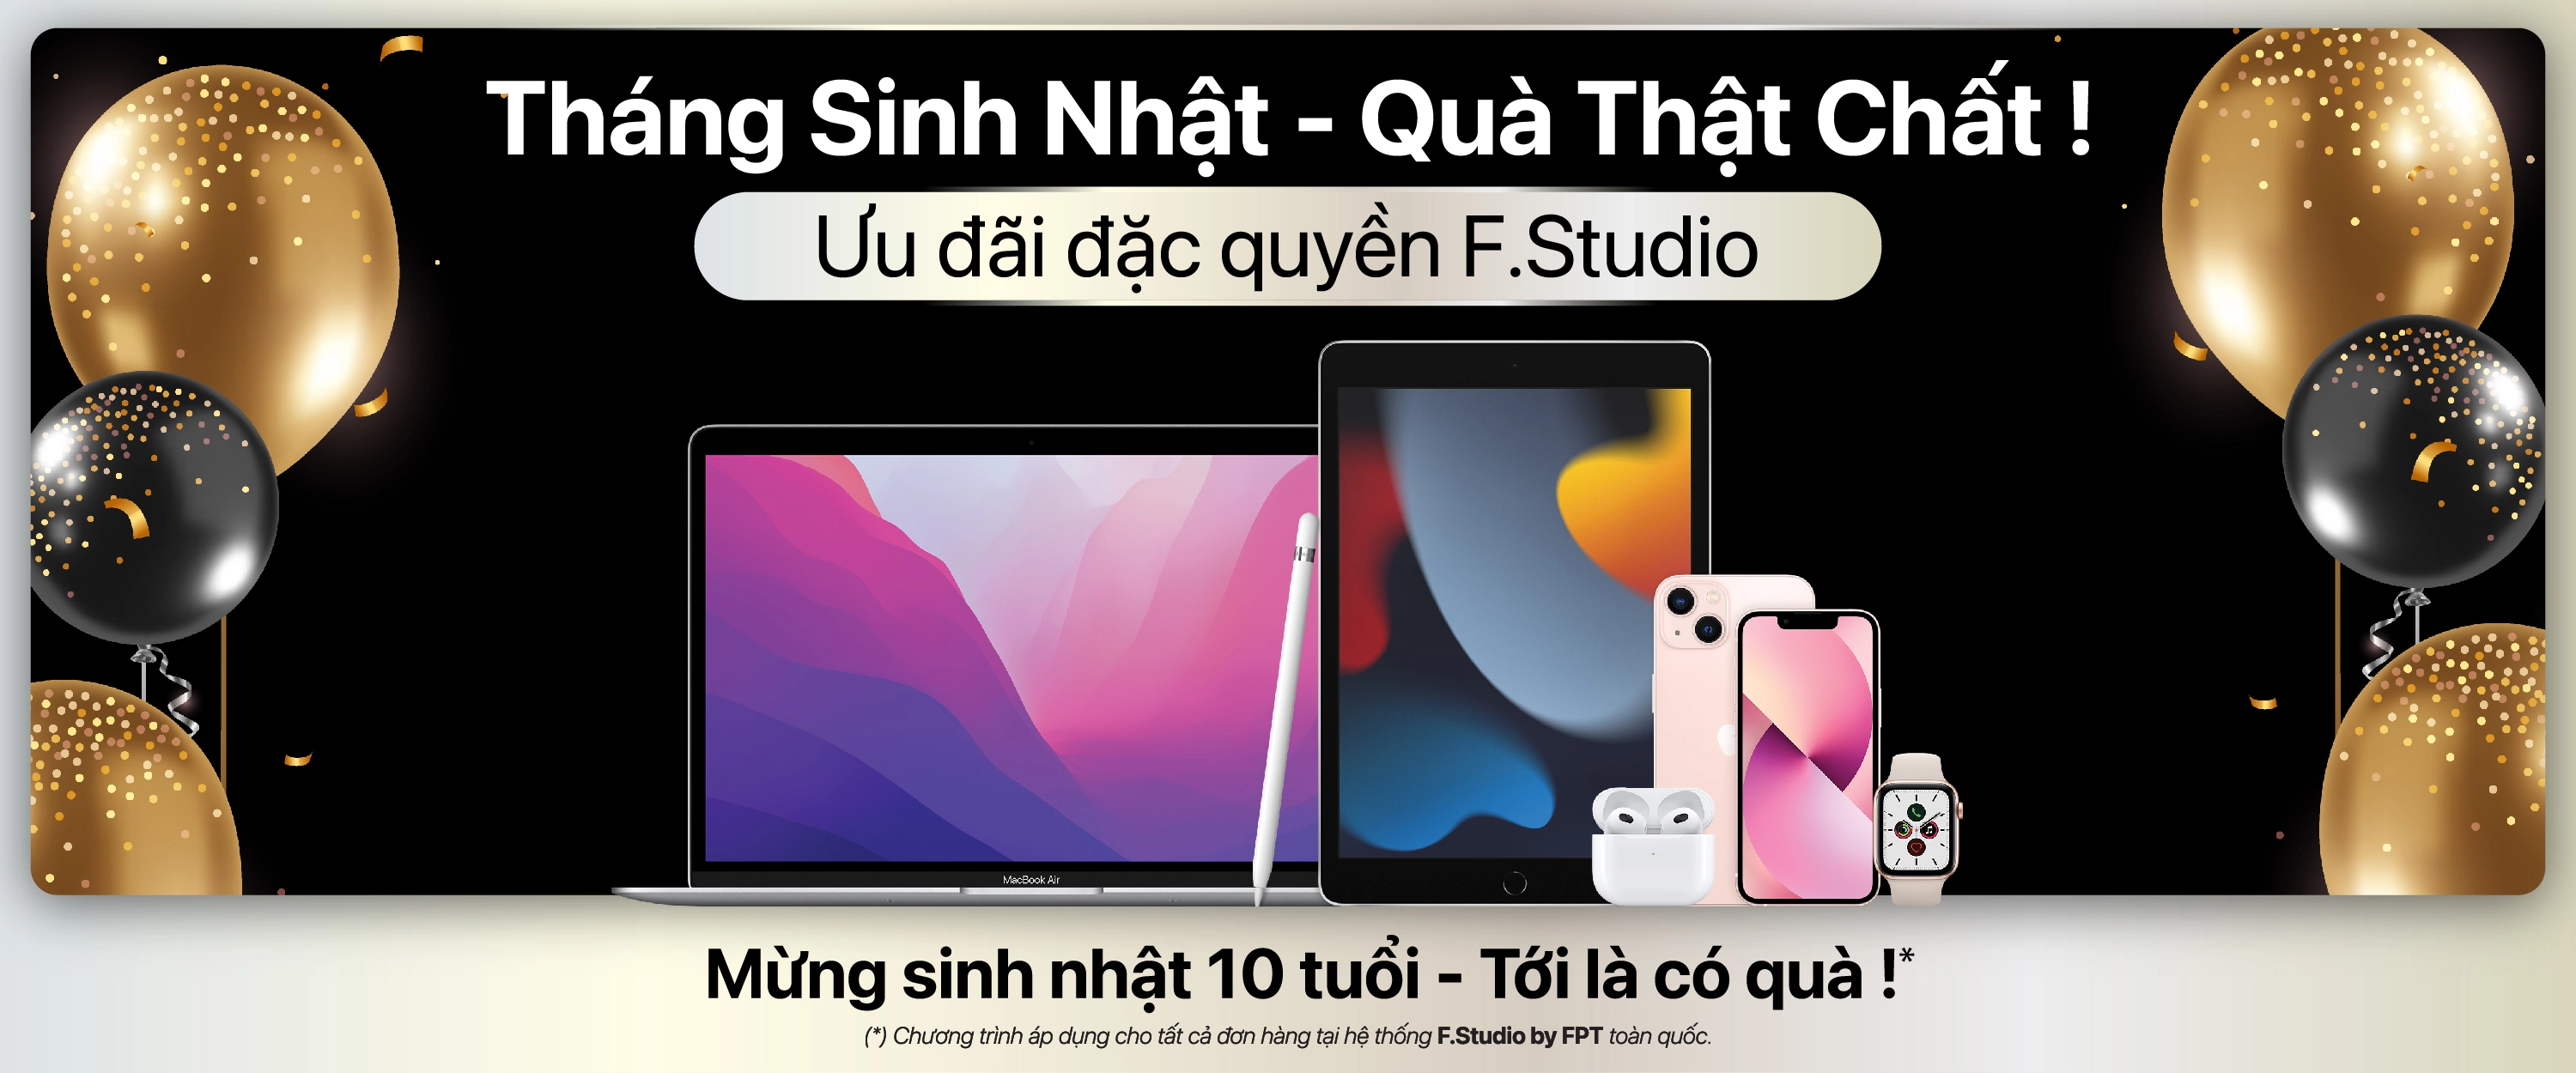 Tháng Sinh Nhật - Quà Thật Chất !
Ưu đãi đặc quyền F.Studio
MacBook Air
Mừng sinh nhật 10 tuổi - Tới là có quà !*
(*) Chương trình áp dụng cho tất cả đơn hàng tại hệ thống F.Studio by FPT toàn quốc.